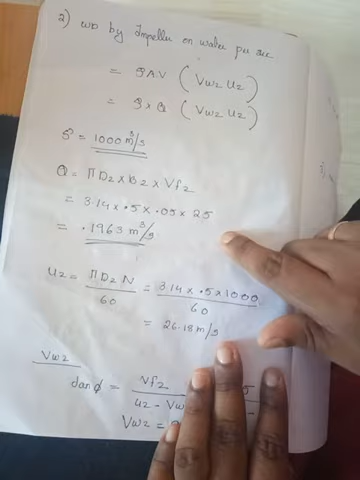 2) WD by Impeller on water per sec
= ρAV (Vw2 U2)
= ρ × Q (Vw2 U2)
ρ = 1000 m³/s
Q = πD2 × B2 × Vf2
= 3.14 × .5 × .05 × 25
= .1963 m³/s
U2 = πD2N / 60 = 3.14 × .5 × 1000 / 60
= 26.18 m/s
Vw2
tanϕ = Vf2 / U2 - Vw
Vw2 =